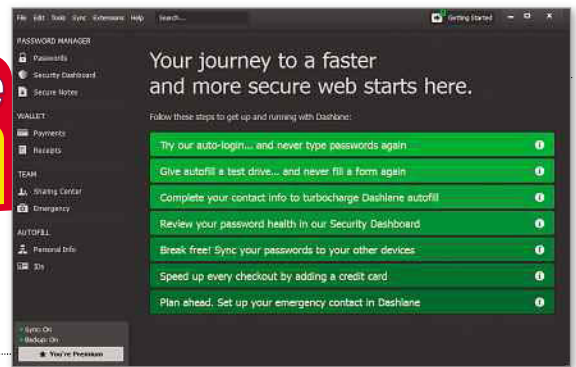 File Edit Tools Sync Extensions Help Search... Getting Started
PASSWORD MANAGER
Passwords
Security Dashboard
Secure Notes
WALLET
Payments
Receipts
TEAM
Sharing Center
Emergency
AUTOFILL
Personal Info
IDs
Sync: On
Backup: On
You're Premium
Your journey to a faster
and more secure web starts here.
Follow these steps to get up and running with Dashlane:
Try our auto-login... and never type passwords again
Give autofill a test drive... and never fill a form again
Complete your contact info to turbocharge Dashlane autofill
Review your password health in our Security Dashboard
Break free! Sync your passwords to your other devices
Speed up every checkout by adding a credit card
Plan ahead. Set up your emergency contact in Dashlane